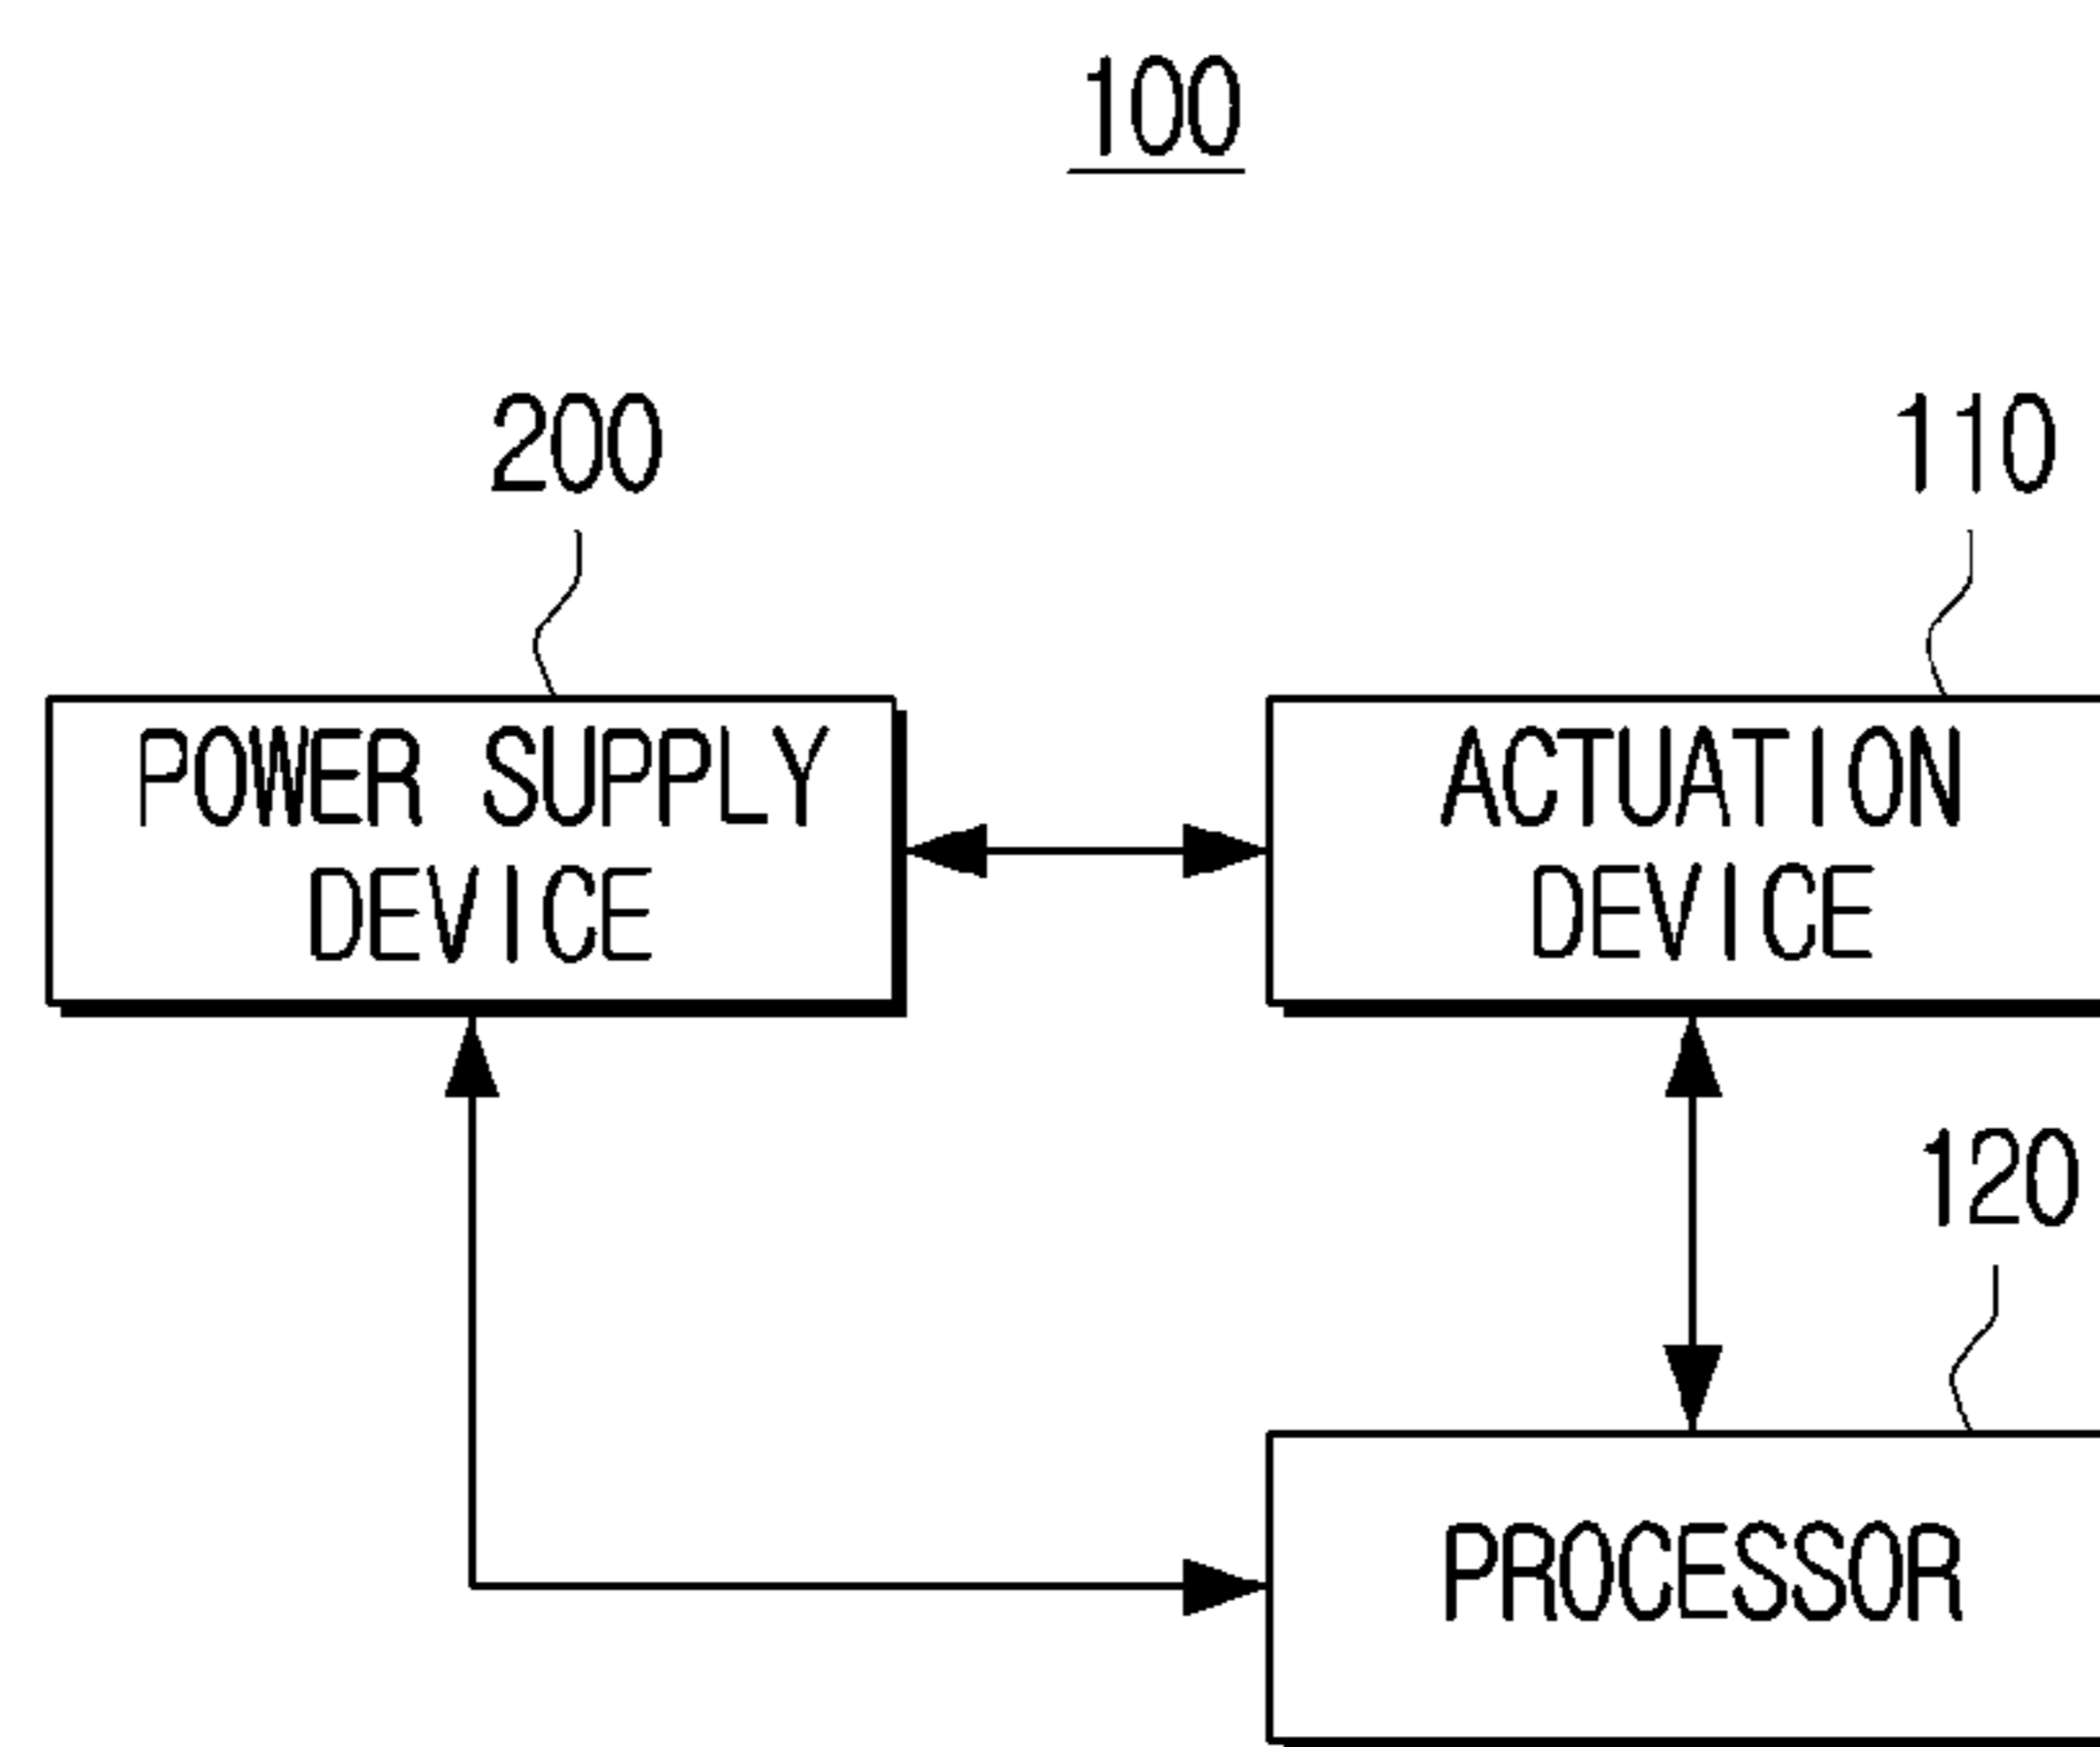 100
200
110
POWER SUPPLY
DEVICE
ACTUATION
DEVICE
120
PROCESSOR